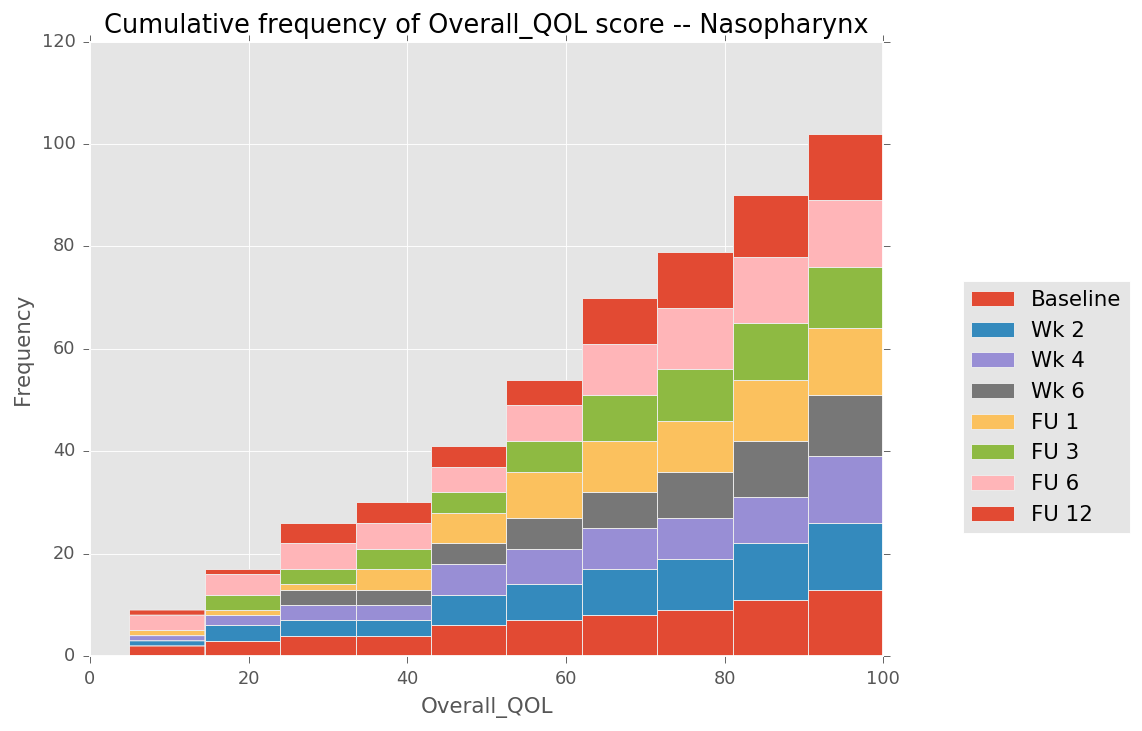 Cumulative frequency of Overall_QOL score -- Nasopharynx
120
100
80
60
40
20
0
Frequency
0 20 40 60 80 100
Overall_QOL
Baseline
Wk 2
Wk 4
Wk 6
FU 1
FU 3
FU 6
FU 12